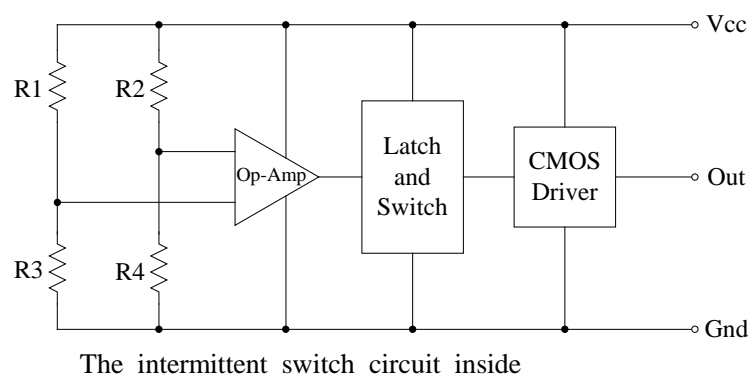 Vcc
R1
R2
Op-Amp
Latch
and
Switch
CMOS
Driver
Out
R3
R4
Gnd
The intermittent switch circuit inside